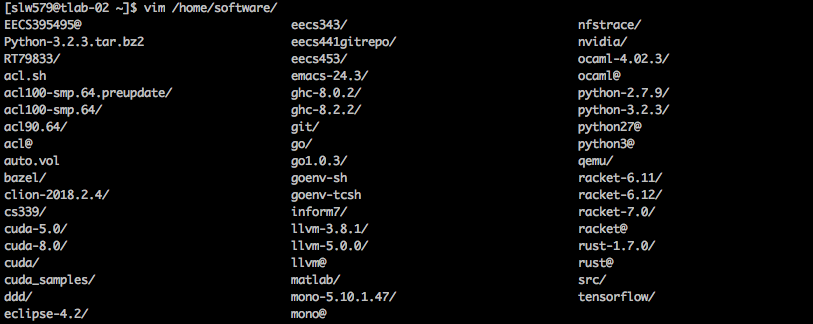 [slw579@tlab-02 ~]$ vim /home/software/
EECS395495@ eecs343/ nfstrace/
Python-3.2.3.tar.bz2 eecs441gitrepo/ nvidia/
RT79833/ eecs453/ ocaml-4.02.3/
acl.sh emacs-24.3/ ocaml@
acl100-smp.64.preupdate/ ghc-8.0.2/ python-2.7.9/
acl100-smp.64/ ghc-8.2.2/ python-3.2.3/
acl90.64/ git/ python27@
acl@ go/ python3@
auto.vol go1.0.3/ qemu/
bazel/ goenv-sh racket-6.11/
clion-2018.2.4/ goenv-tcsh racket-6.12/
cs339/ inform7/ racket-7.0/
cuda-5.0/ llvm-3.8.1/ racket@
cuda-8.0/ llvm-5.0.0/ rust-1.7.0/
cuda/ llvm@ rust@
cuda_samples/ matlab/ src/
ddd/ mono-5.10.1.47/ tensorflow/
eclipse-4.2/ mono@